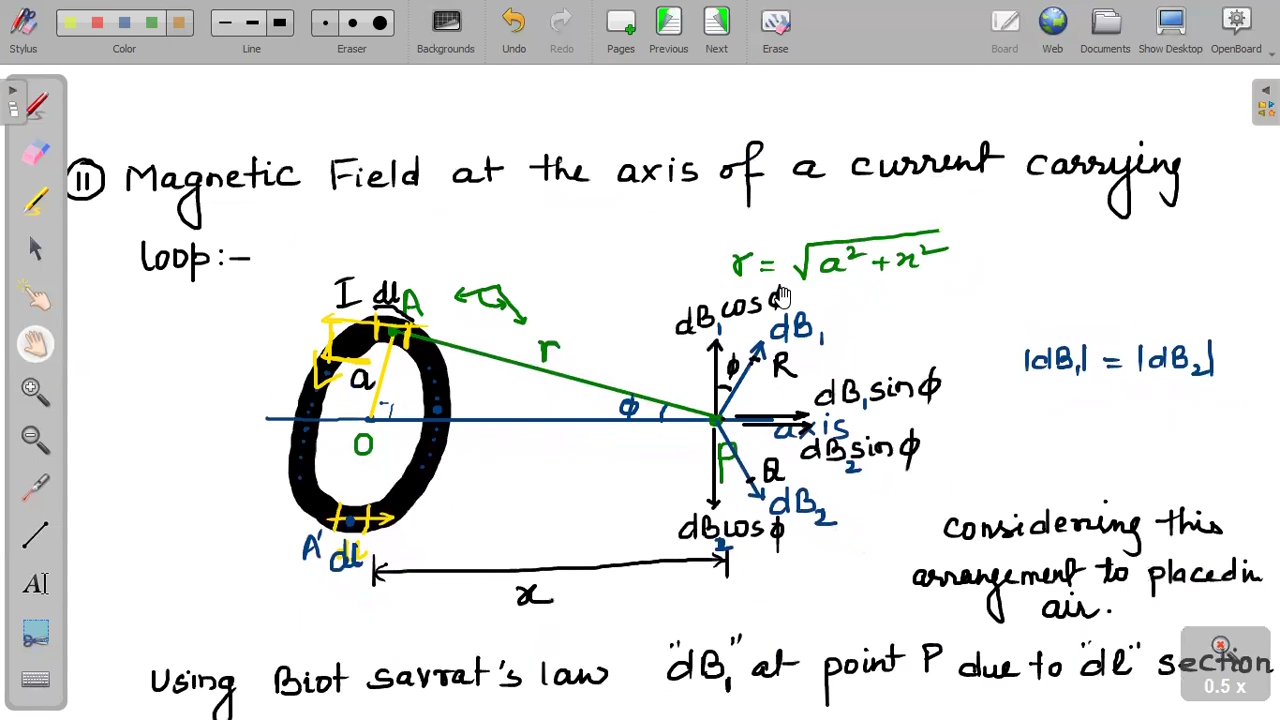 Stylus Color Line Eraser Backgrounds Undo Redo Pages Previous Next Erase Board Web Documents Show Desktop OpenBoard
11 Magnetic Field at the axis of a current carrying
loop:-
r = √a² + x²
I dl A
dB₁cosϕ
dB₁
r
ϕ R
a
|dB₁| = |dB₂|
ϕ
dB₁sinϕ
axis
O
P
dB₂sinϕ
Q
dB₂
A' dl
dB₂cosϕ
considering this
arrangement to placed in
air.
x
Using Biot savrat's law "dB₁" at point P due to "dl" section
0.5 x